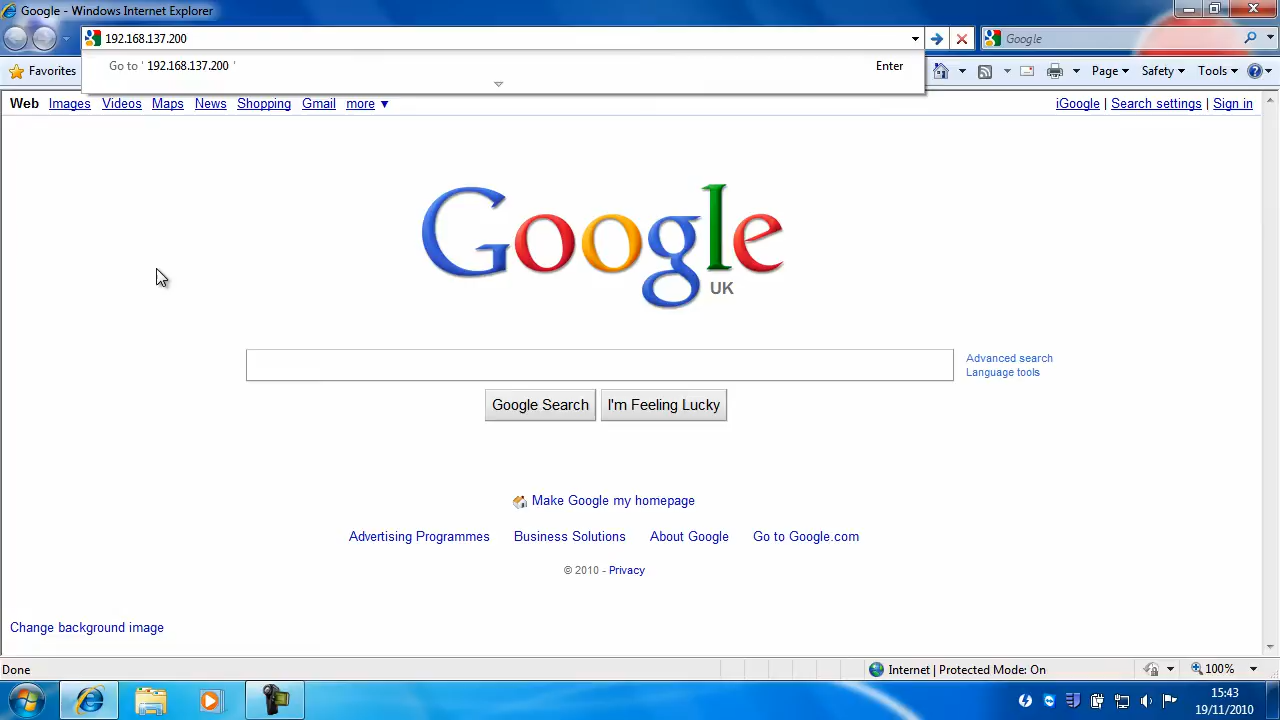 Google - Windows Internet Explorer
192.168.137.200
Google
Go to ' 192.168.137.200 '
Enter
Favorites
Page
Safety
Tools
Web Images Videos Maps News Shopping Gmail more ▼
iGoogle | Search settings | Sign in
Google
UK
Advanced search
Language tools
Google Search
I'm Feeling Lucky
Make Google my homepage
Advertising Programmes Business Solutions About Google Go to Google.com
© 2010 - Privacy
Change background image
Done
Internet | Protected Mode: On
100%
15:43
19/11/2010